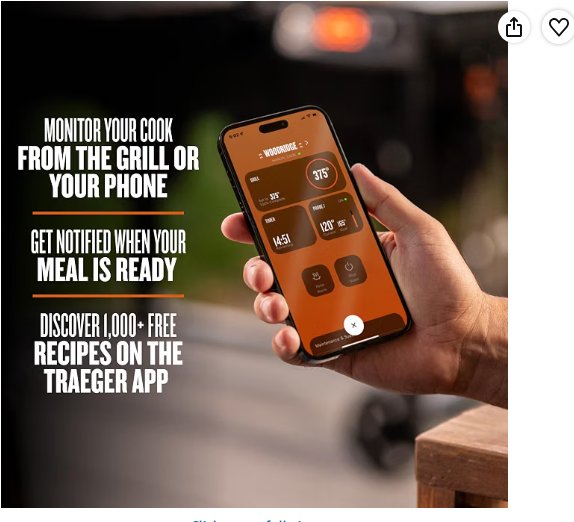 MONITOR YOUR COOK
FROM THE GRILL OR
YOUR PHONE
GET NOTIFIED WHEN YOUR
MEAL IS READY
DISCOVER 1,000+ FREE
RECIPES ON THE
TRAEGER APP
WOODRIDGE
GRILL
375°
375°
TIMER
14:51
PROBE
120° 165°
Maintenance &